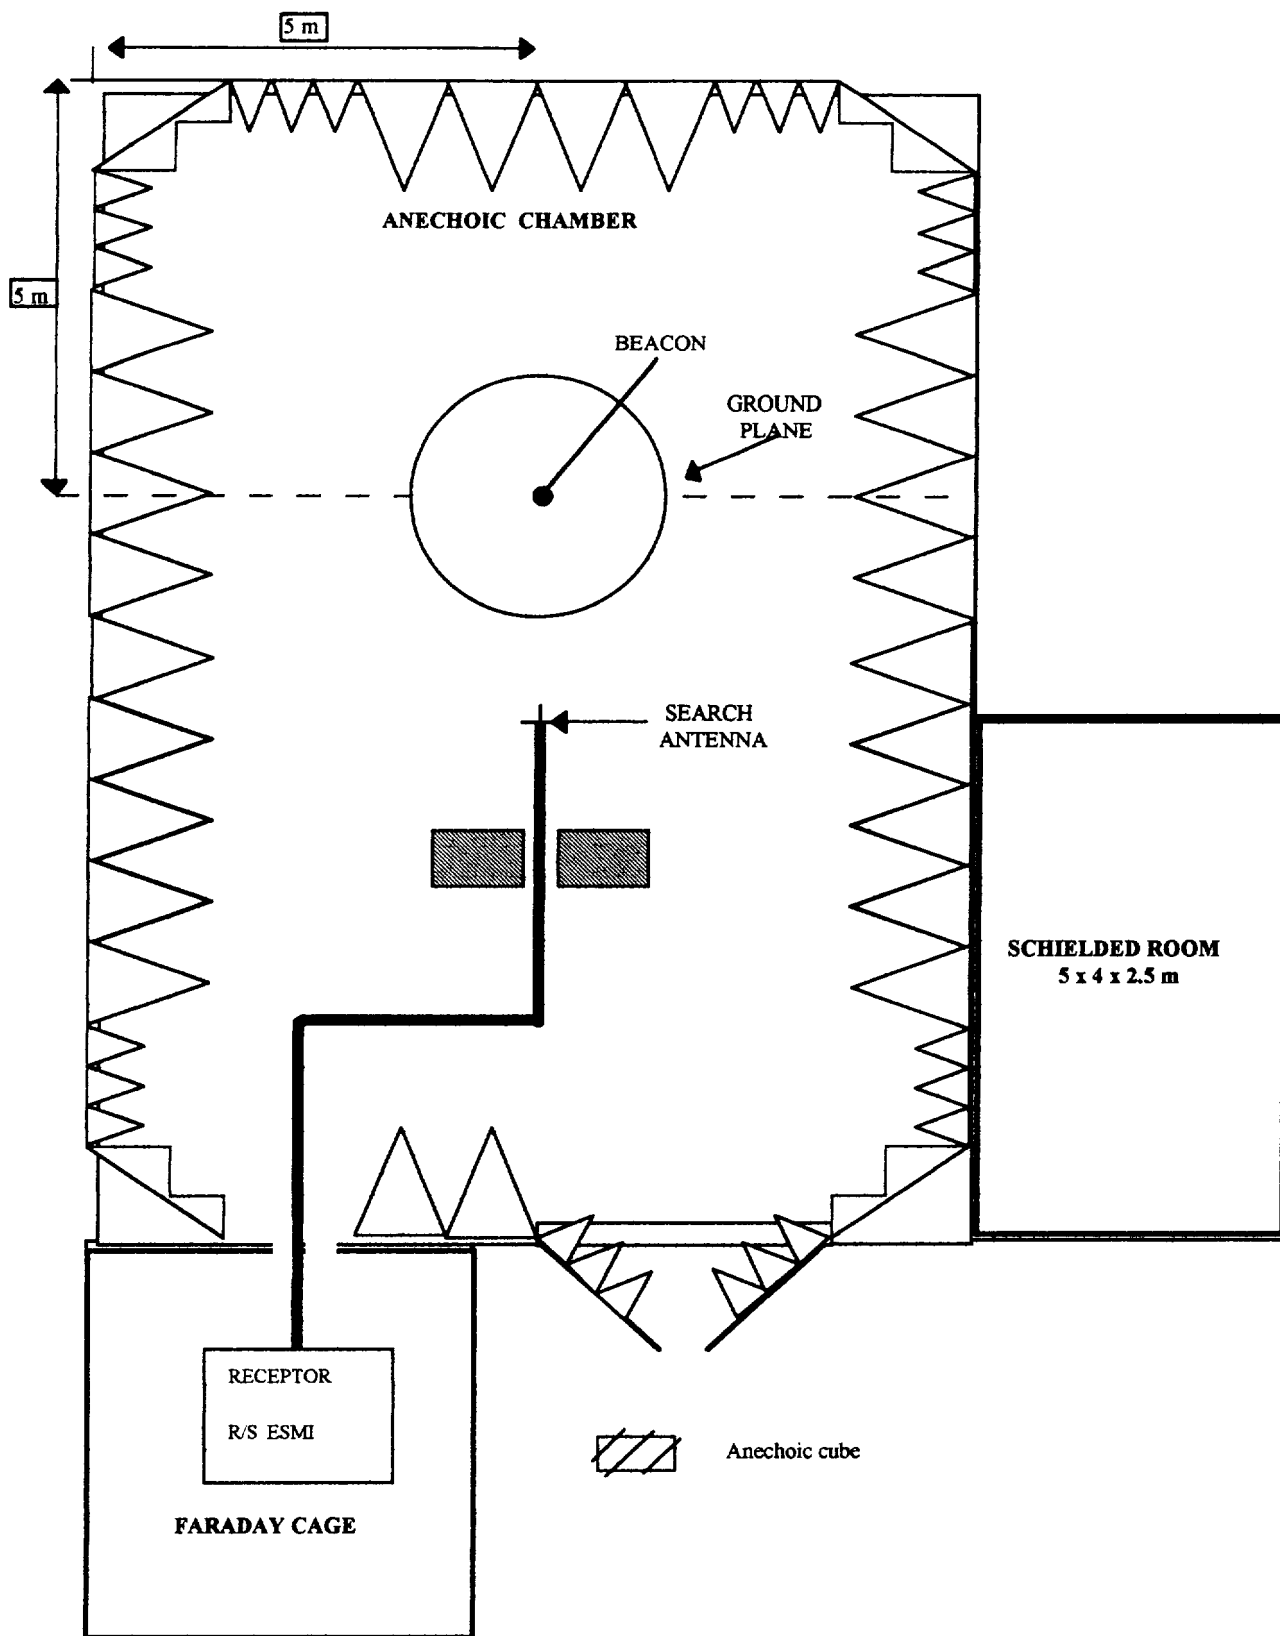 5 m
ANECHOIC CHAMBER
5 m
BEACON
GROUND
PLANE
SEARCH
ANTENNA
SCHIELDED ROOM
5 x 4 x 2.5 m
RECEPTOR
R/S ESMI
Anechoic cube
FARADAY CAGE